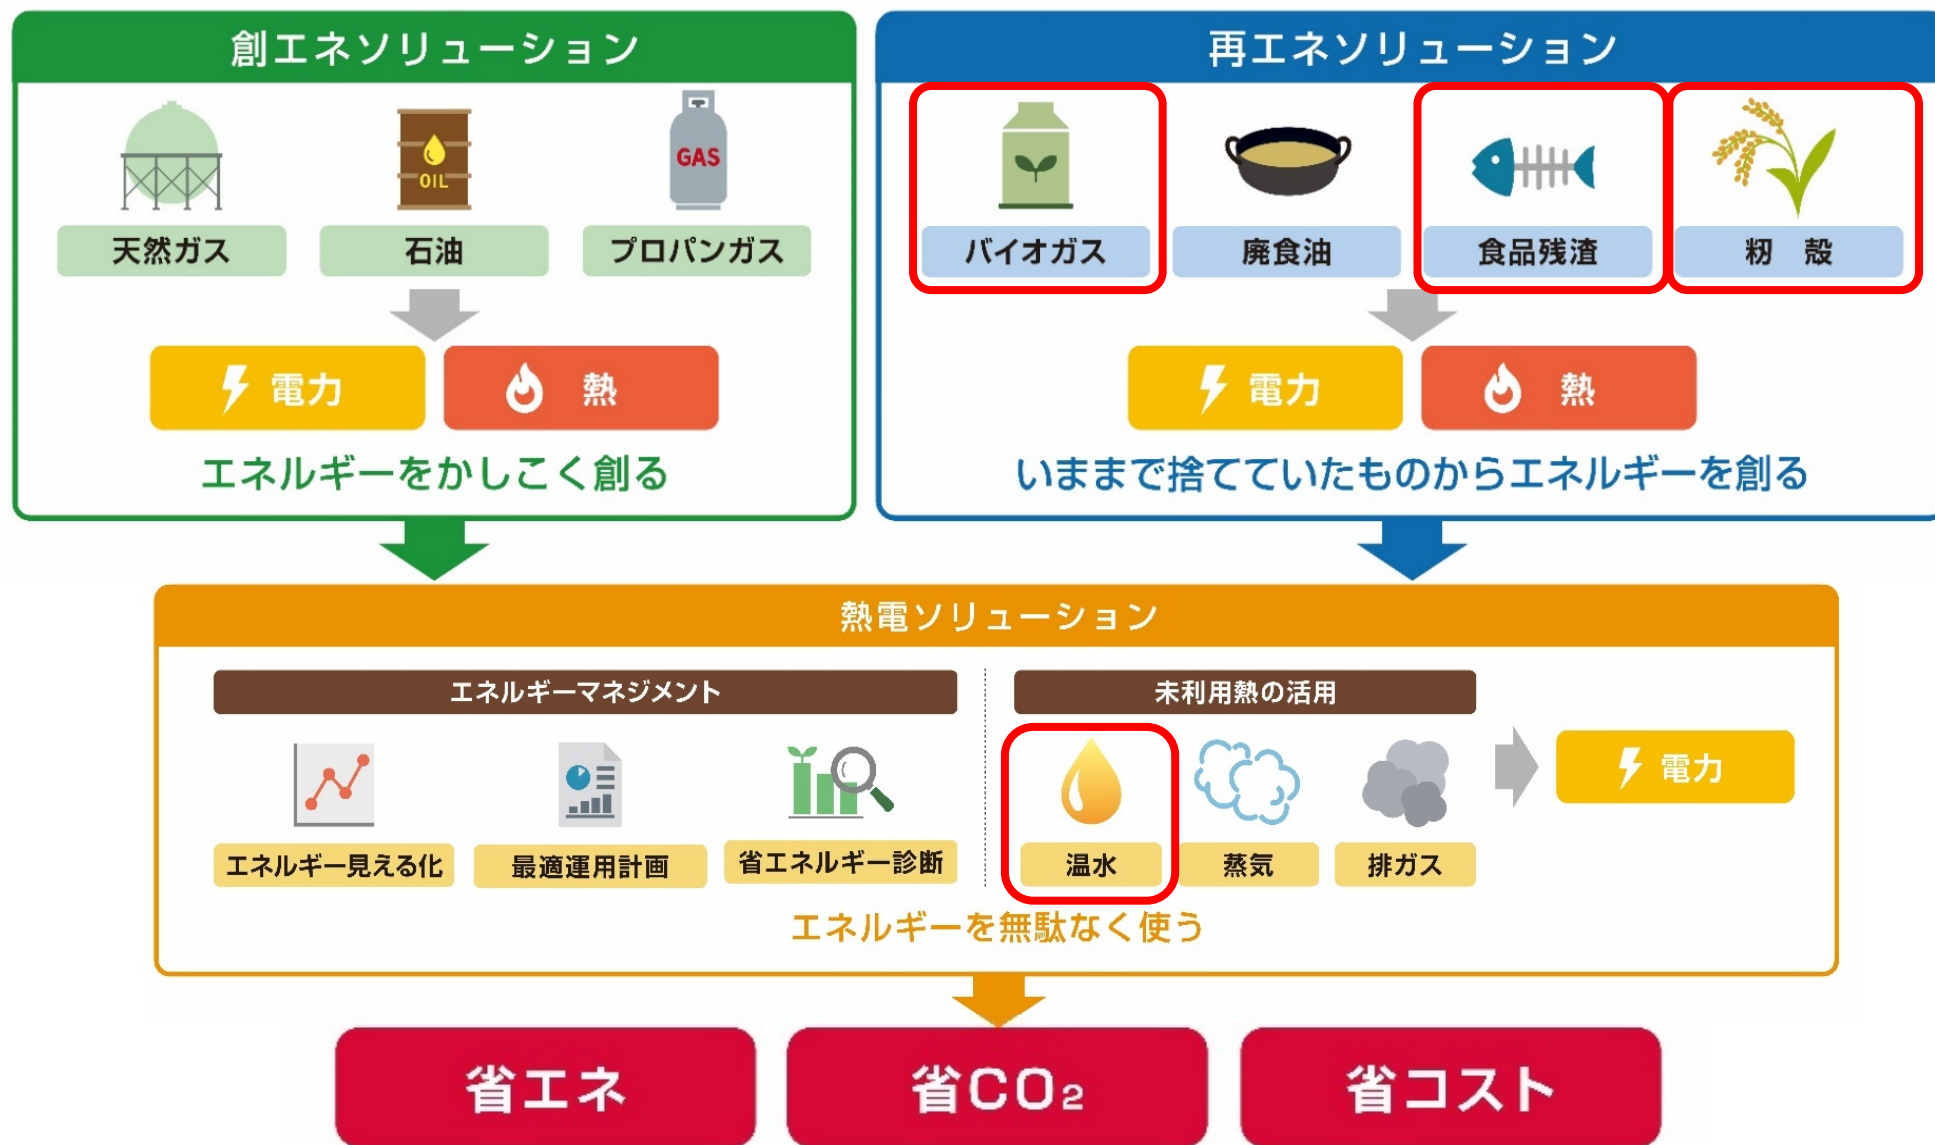 創エネソリューション
OIL
GAS
天然ガス
石油
プロパンガス
電力
熱
エネルギーをかしこく創る
再エネソリューション
バイオガス
廃食油
食品残渣
籾 殻
電力
熱
いままで捨てていたものからエネルギーを創る
熱電ソリューション
エネルギーマネジメント
エネルギー見える化
最適運用計画
省エネルギー診断
未利用熱の活用
温水
蒸気
排ガス
電力
エネルギーを無駄なく使う
省エネ
省CO₂
省コスト